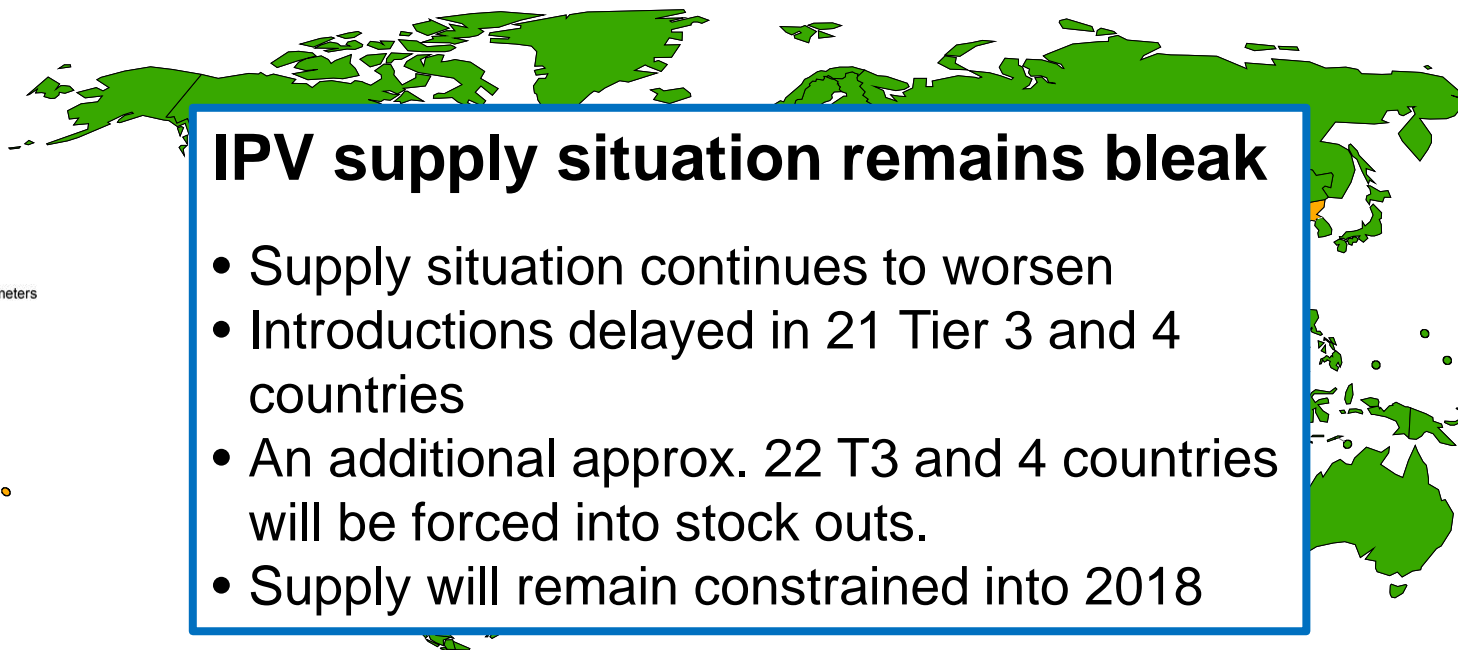 IPV supply situation remains bleak
• Supply situation continues to worsen
• Introductions delayed in 21 Tier 3 and 4
countries
• An additional approx. 22 T3 and 4 countries
will be forced into stock outs.
• Supply will remain constrained into 2018